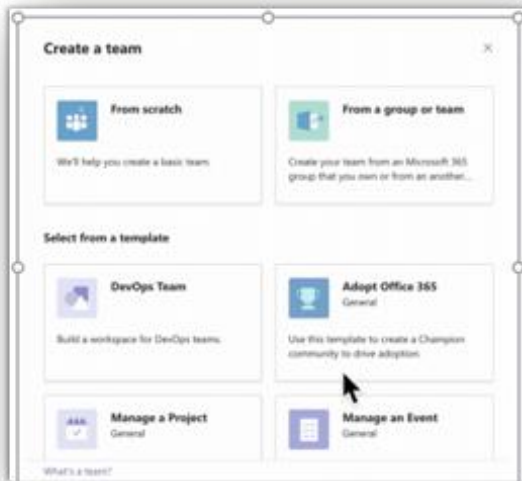 Create a team
From scratch
We'll help you create a basic team
From a group or team
Create your team from an Microsoft 365
group that you own or from an another...
Select from a template
DevOps Team
Build a workspace for DevOps teams.
Adopt Office 365
General
Use this template to create a Champion
community to drive adoption
Manage a Project
General
Manage an Event
General
What's a team?